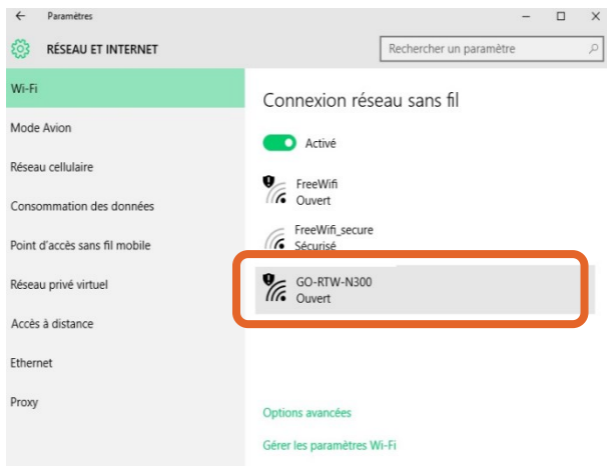 Paramètres
RÉSEAU ET INTERNET
Rechercher un paramètre
Wi-Fi
Mode Avion
Réseau cellulaire
Consommation des données
Point d'accès sans fil mobile
Réseau privé virtuel
Accès à distance
Ethernet
Proxy
Connexion réseau sans fil
Activé
FreeWifi
Ouvert
FreeWifi_secure
Sécurisé
GO-RTW-N300
Ouvert
Options avancées
Gérer les paramètres Wi-Fi